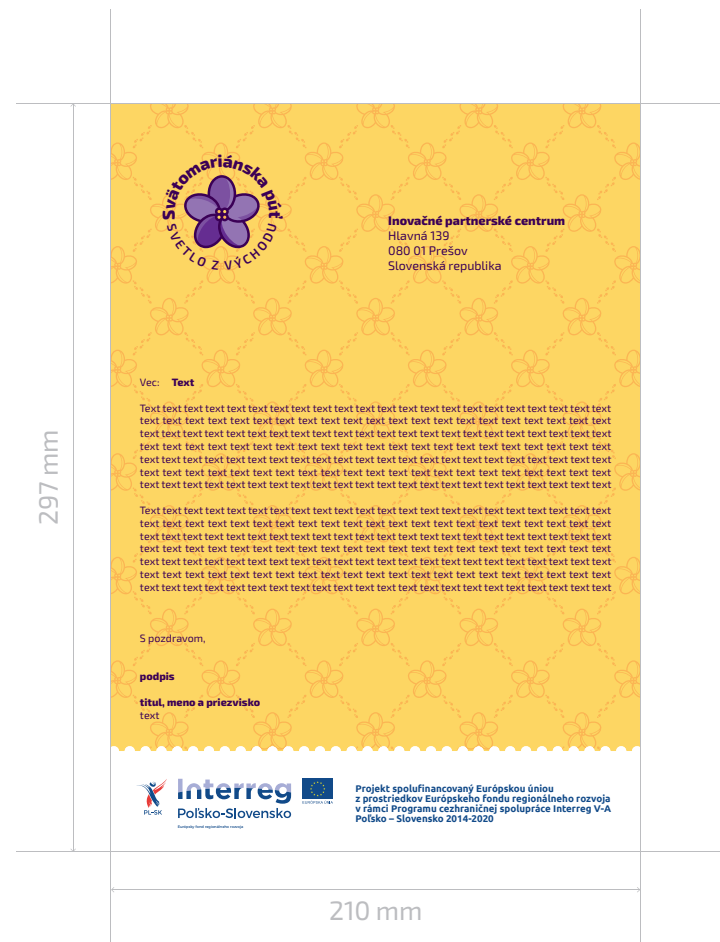 Svätomariánska púť
SVETLO Z VÝCHODU
Inovačné partnerské centrum
Hlavná 139
080 01 Prešov
Slovenská republika
Vec: Text
Text text text text text text text text text text text text text text text text text text text text text text
text text text text text text text text text text text text text text text text text text text text text text
text text text text text text text text text text text text text text text text text text text text text text
text text text text text text text text text text text text text text text text text text text text text text
text text text text text text text text text text text text text text text text text text text text text text
text text text text text text text text text text text text text text text text text text text text text text
text text text text text text text text text text text text text text text text text text text text text text
Text text text text text text text text text text text text text text text text text text text text text text
text text text text text text text text text text text text text text text text text text text text text text
text text text text text text text text text text text text text text text text text text text text text text
text text text text text text text text text text text text text text text text text text text text text text
text text text text text text text text text text text text text text text text text text text text text text
text text text text text text text text text text text text text text text text text text text text text text
text text text text text text text text text text text text text text text text text text text text text text
S pozdravom,
podpis
titul, meno a priezvisko
text
PL-SK
Interreg
Poľsko-Slovensko
Európsky fond regionálneho rozvoja
EURÓPSKA ÚNIA
Projekt spolufinancovaný Európskou úniou
z prostriedkov Európskeho fondu regionálneho rozvoja
v rámci Programu cezhraničnej spolupráce Interreg V-A
Poľsko – Slovensko 2014-2020
297 mm
210 mm